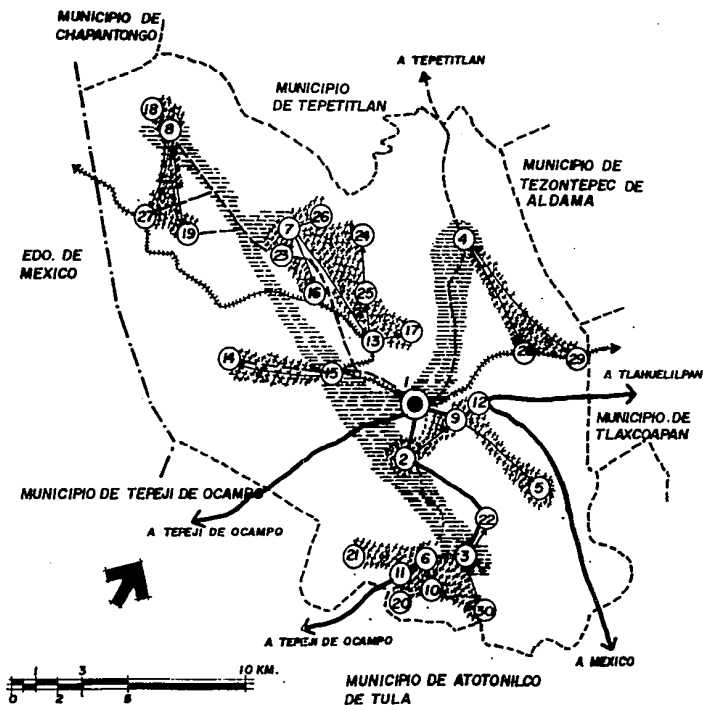 MUNICIPIO DE
CHAPANTONGO
A TEPETITLAN
MUNICIPIO
DE TEPETITLAN
MUNICIPIO DE
TEZONTEPEC DE
ALDAMA
18
8
27
19
7
26
23
24
4
EDO. DE
MEXICO
16
25
13
17
14
15
29
A TLAHUELILPAN
1
12
9
MUNICIPIO DE
TLAXCOAPAN
2
5
MUNICIPIO DE TEPEJI DE OCAMPO
A TEPEJI DE OCAMPO
22
21
6
3
11
10
20
30
A TEPEJI DE OCAMPO
A MEXICO
1 3 10 KM.
0 2 5
MUNICIPIO DE ATOTONILCO
DE TULA